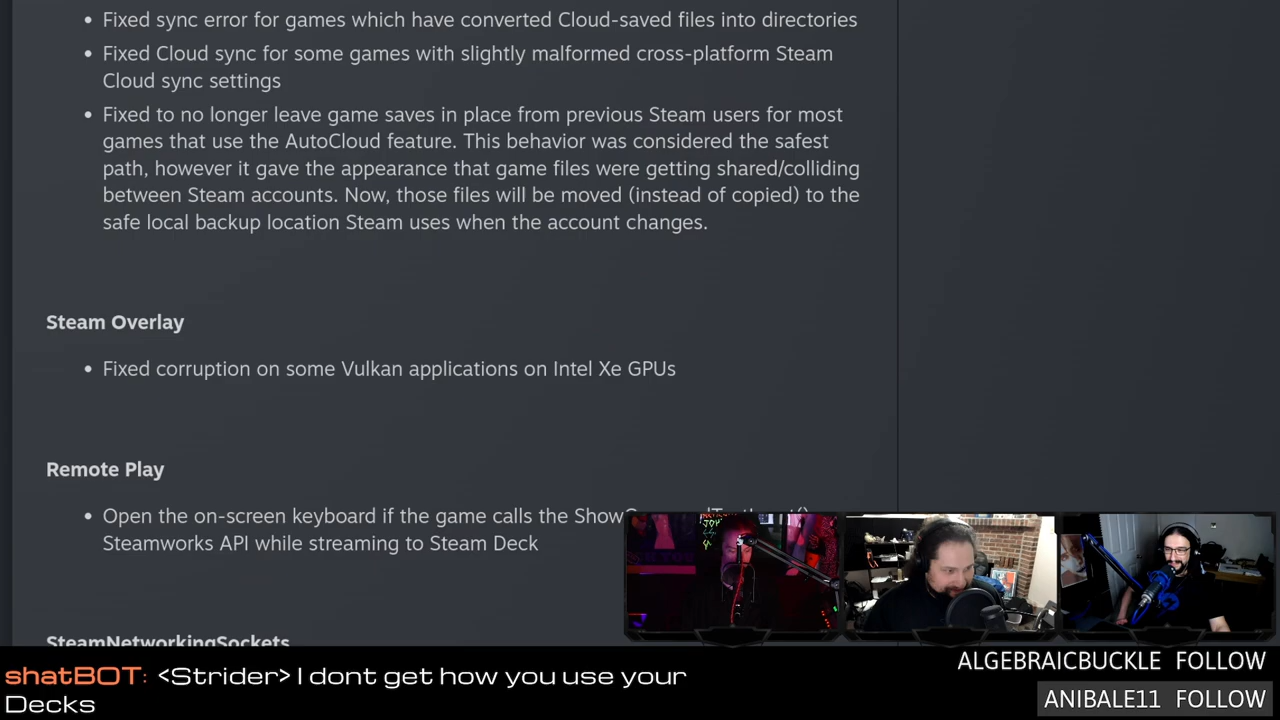 Fixed sync error for games which have converted Cloud-saved files into directories
Fixed Cloud sync for some games with slightly malformed cross-platform Steam
Cloud sync settings
Fixed to no longer leave game saves in place from previous Steam users for most
games that use the AutoCloud feature. This behavior was considered the safest
path, however it gave the appearance that game files were getting shared/colliding
between Steam accounts. Now, those files will be moved (instead of copied) to the
safe local backup location Steam uses when the account changes.
Steam Overlay
Fixed corruption on some Vulkan applications on Intel Xe GPUs
Remote Play
Open the on-screen keyboard if the game calls the
Steamworks API while streaming to Steam Deck
SteamNetworkingSockets
shatBOT: <Strider> I dont get how you use your
Decks
ALGEBRAICBUCKLE FOLLOW
ANIBALE11 FOLLOW